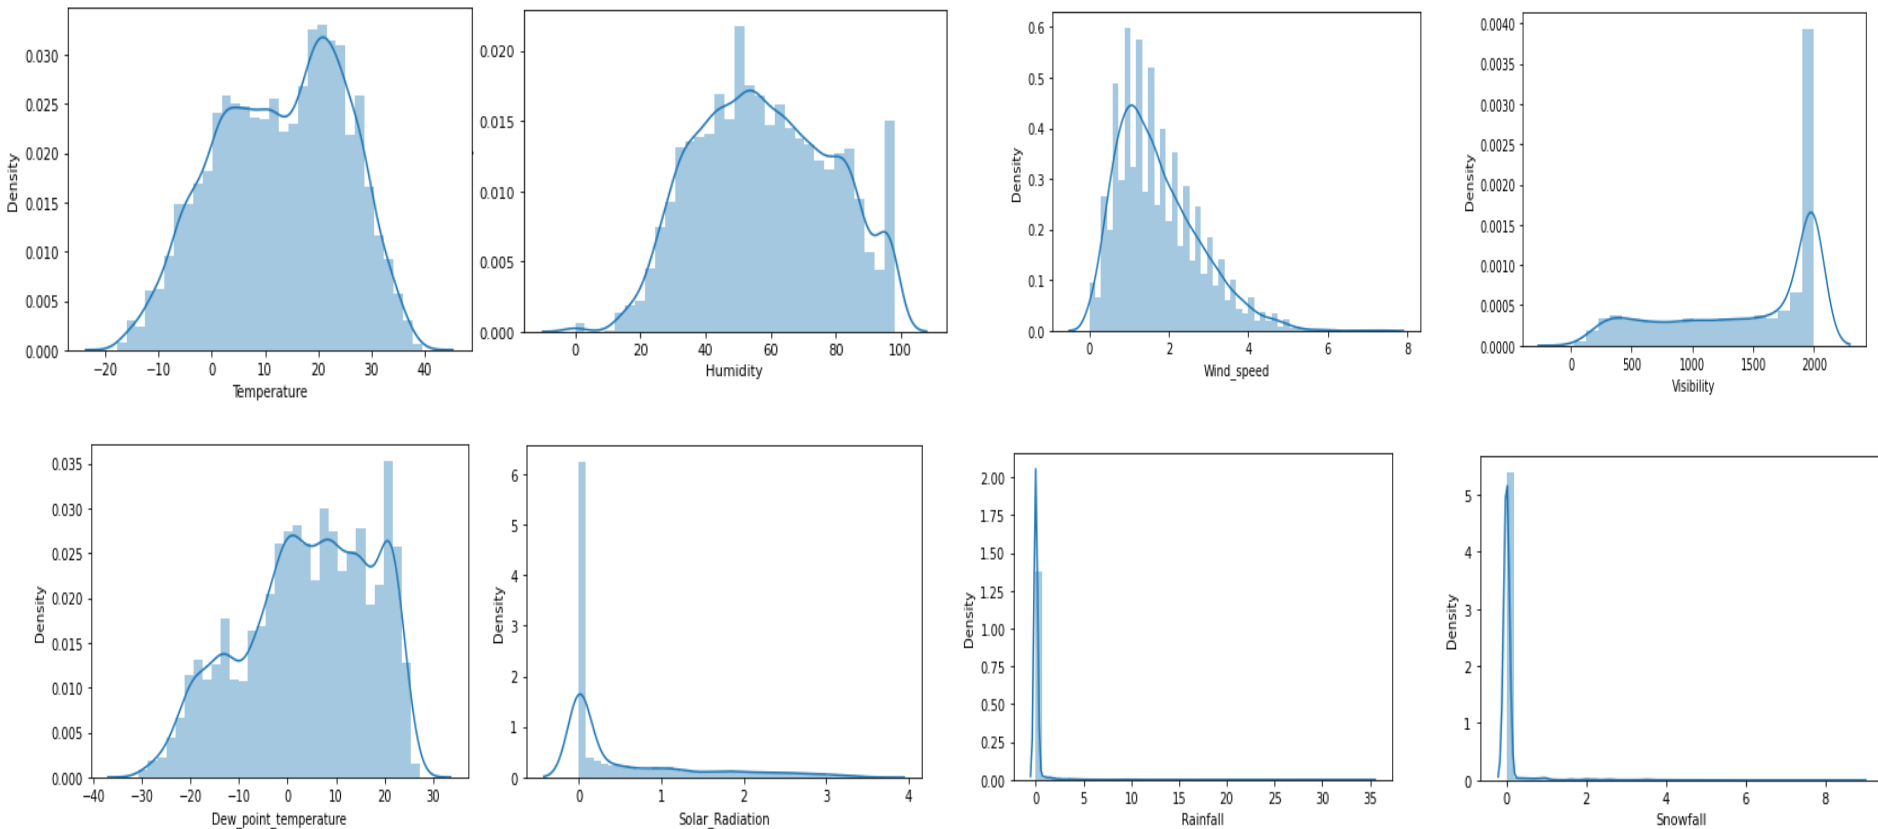 0.030
0.025
0.020
0.015
0.010
0.005
0.000
Density
−20 −10 0 10 20 30 40
Temperature
0.020
0.015
0.010
0.005
0.000
0 20 40 60 80 100
Humidity
0.6
0.5
0.4
0.3
0.2
0.1
0.0
Density
0 2 4 6 8
Wind_speed
0.0040
0.0035
0.0030
0.0025
0.0020
0.0015
0.0010
0.0005
0.0000
Density
0 500 1000 1500 2000
Visibility
0.035
0.030
0.025
0.020
0.015
0.010
0.005
0.000
Density
−40 −30 −20 −10 0 10 20 30
Dew_point_temperature
6
5
4
3
2
1
0
Density
0 1 2 3 4
Solar_Radiation
2.00
1.75
1.50
1.25
1.00
0.75
0.50
0.25
0.00
Density
0 5 10 15 20 25 30 35
Rainfall
5
4
3
2
1
0
Density
0 2 4 6 8
Snowfall